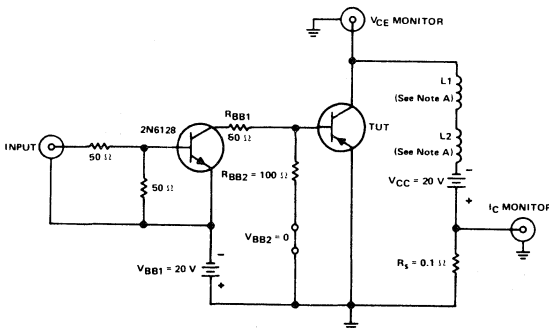 VCE MONITOR
L1
(See Note A)
2N6128
RBB1
50 Ω
TUT
L2
(See Note A)
INPUT
50 Ω
RBB2 = 100 Ω
VCC = 20 V
−
+
50 Ω
IC MONITOR
VBB2 = 0
VBB1 = 20 V
−
+
Rs = 0.1 Ω